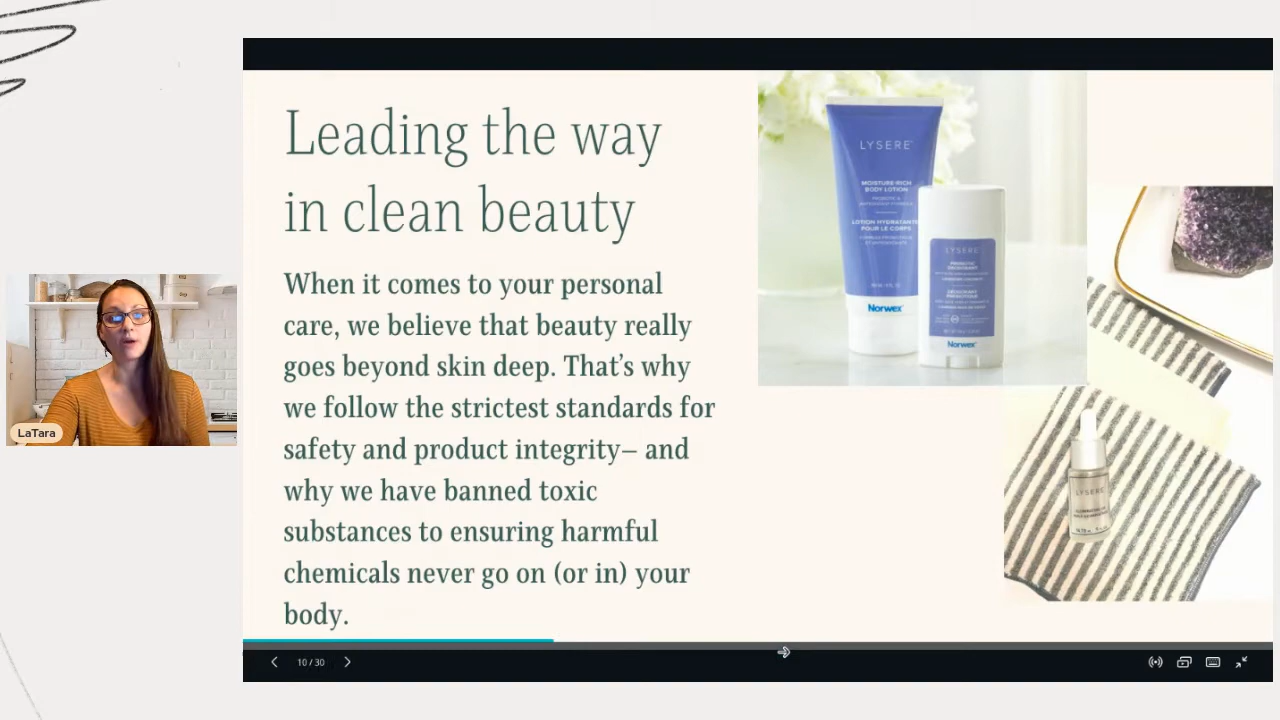 Leading the way
in clean beauty
When it comes to your personal
care, we believe that beauty really
goes beyond skin deep. That’s why
we follow the strictest standards for
safety and product integrity– and
why we have banned toxic
substances to ensuring harmful
chemicals never go on (or in) your
body.
LYSERE™
MOISTURE-RICH
BODY LOTION
LOTION HYDRATANTE
POUR LE CORPS
Norwex
LYSERE
PREBIOTIC
DEODORANT
Norwex
LYSERE
LaTara
10 / 30